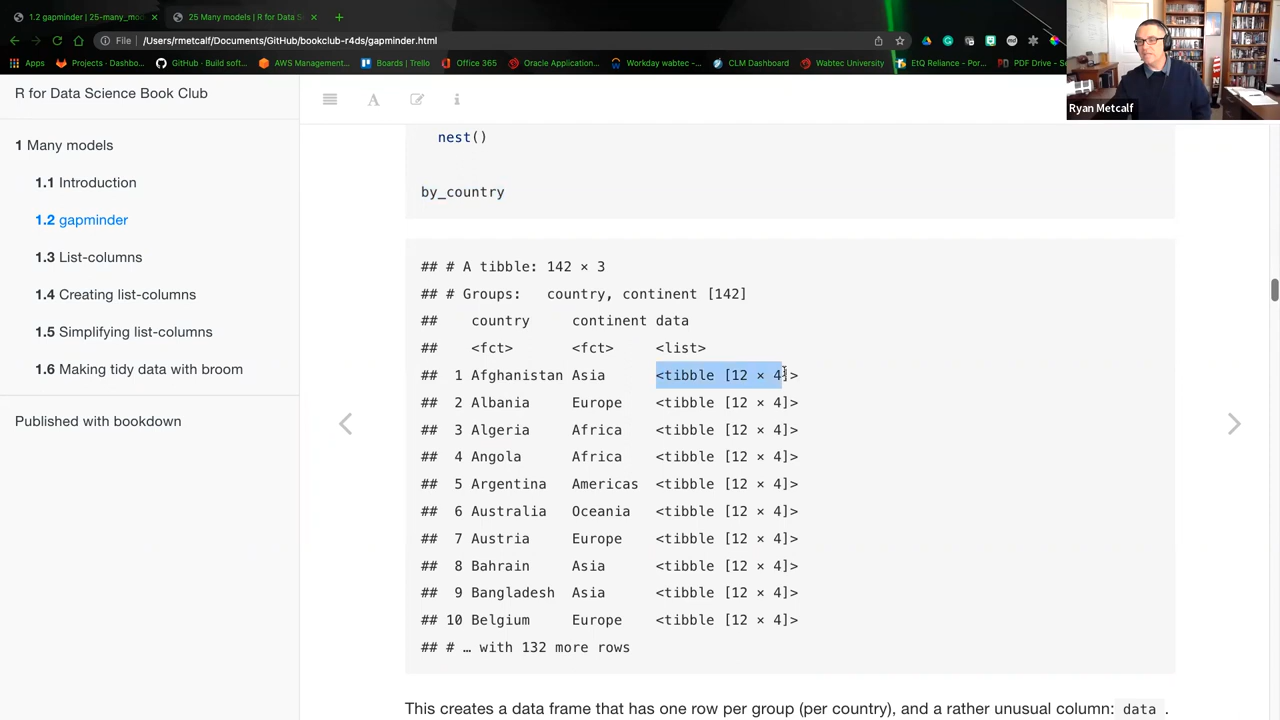 1.2 gapminder | 25-many_mod
25 Many models | R for Data S
File /Users/rmetcalf/Documents/GitHub/bookclub-r4ds/gapminder.html
Apps Projects · Dashboard... GitHub · Build soft... AWS Management... Boards | Trello Office 365 Oracle Application... Workday wabtec -... CLM Dashboard Wabtec University EtQ Reliance - Por... PDF Drive - Se
Ryan Metcalf
R for Data Science Book Club
1 Many models
1.1 Introduction
1.2 gapminder
1.3 List-columns
1.4 Creating list-columns
1.5 Simplifying list-columns
1.6 Making tidy data with broom
Published with bookdown
nest()
by_country
## # A tibble: 142 × 3
## # Groups: country, continent [142]
## country continent data
## <fct> <fct> <list>
## 1 Afghanistan Asia <tibble [12 × 4]>
## 2 Albania Europe <tibble [12 × 4]>
## 3 Algeria Africa <tibble [12 × 4]>
## 4 Angola Africa <tibble [12 × 4]>
## 5 Argentina Americas <tibble [12 × 4]>
## 6 Australia Oceania <tibble [12 × 4]>
## 7 Austria Europe <tibble [12 × 4]>
## 8 Bahrain Asia <tibble [12 × 4]>
## 9 Bangladesh Asia <tibble [12 × 4]>
## 10 Belgium Europe <tibble [12 × 4]>
## # … with 132 more rows
This creates a data frame that has one row per group (per country), and a rather unusual column: data .